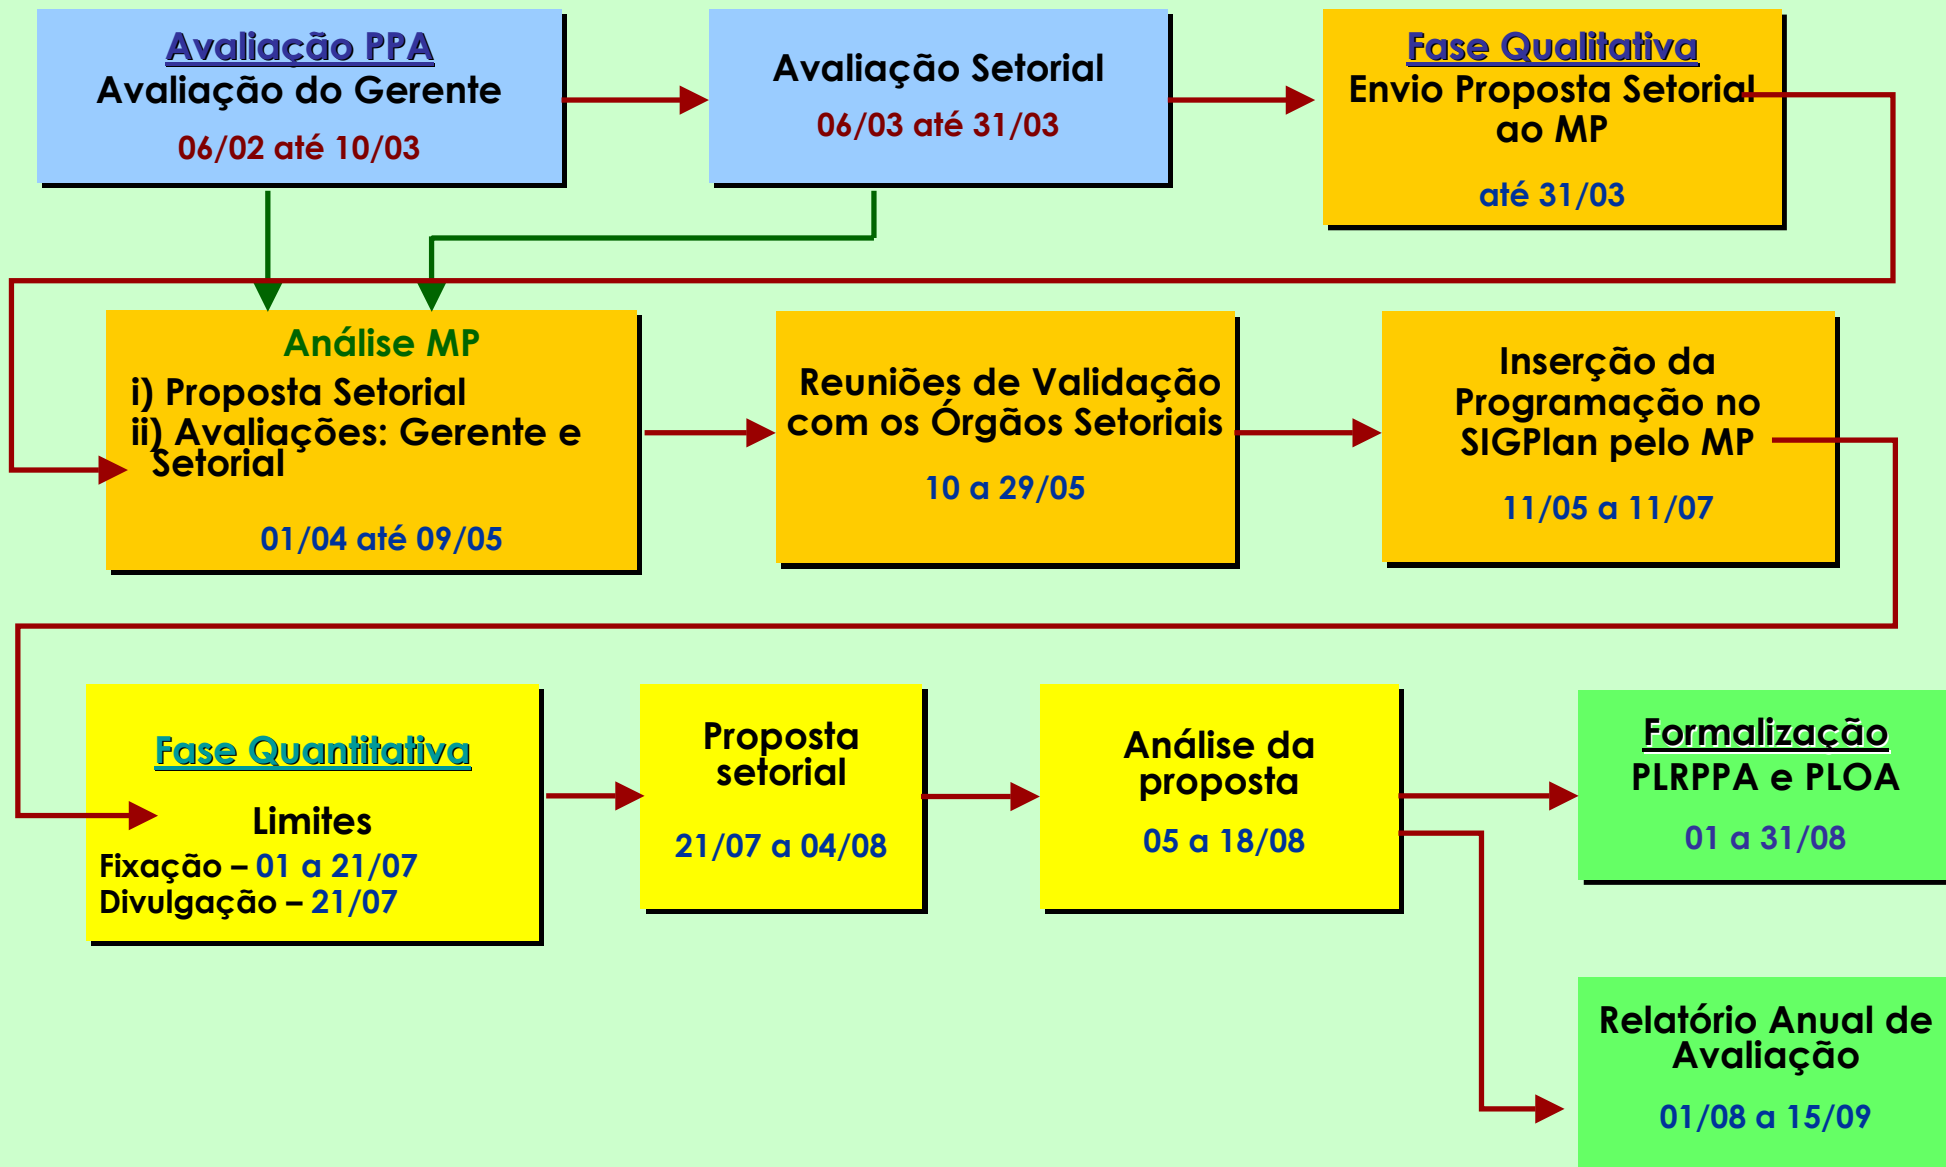 Avaliação PPA
Avaliação do Gerente
06/02 até 10/03
Avaliação Setorial
06/03 até 31/03
Fase Qualitativa
Envio Proposta Setorial
ao MP
até 31/03
Análise MP
i) Proposta Setorial
ii) Avaliações: Gerente e
Setorial
01/04 até 09/05
Reuniões de Validação
com os Órgãos Setoriais
10 a 29/05
Inserção da
Programação no
SIGPlan pelo MP
11/05 a 11/07
Fase Quantitativa
Limites
Fixação – 01 a 21/07
Divulgação – 21/07
Proposta
setorial
21/07 a 04/08
Análise da
proposta
05 a 18/08
Formalização
PLRPPA e PLOA
01 a 31/08
Relatório Anual de
Avaliação
01/08 a 15/09